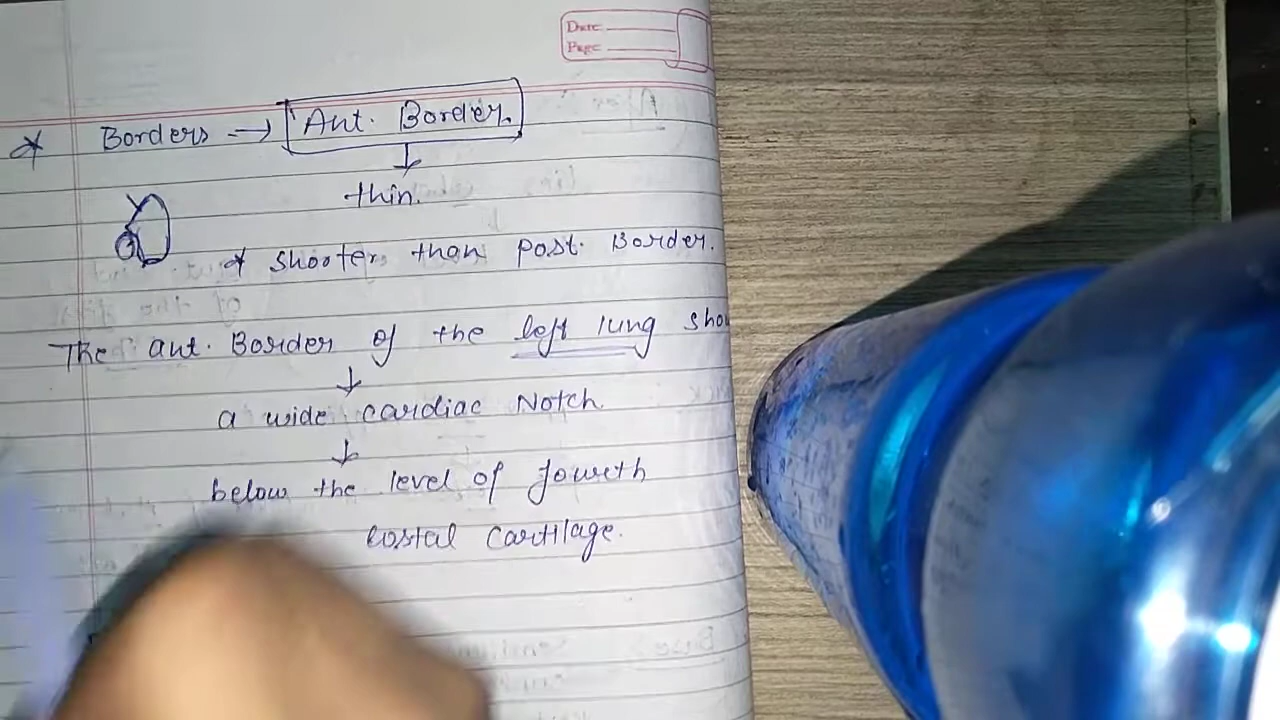 Date
Page
* Borders → Ant. Border.
↓
thin.
* shooter than post. Border.
The ant. Border of the left lung sho
↓
a wide cardiac Notch.
↓
below the level of fourth
costal cartilage.